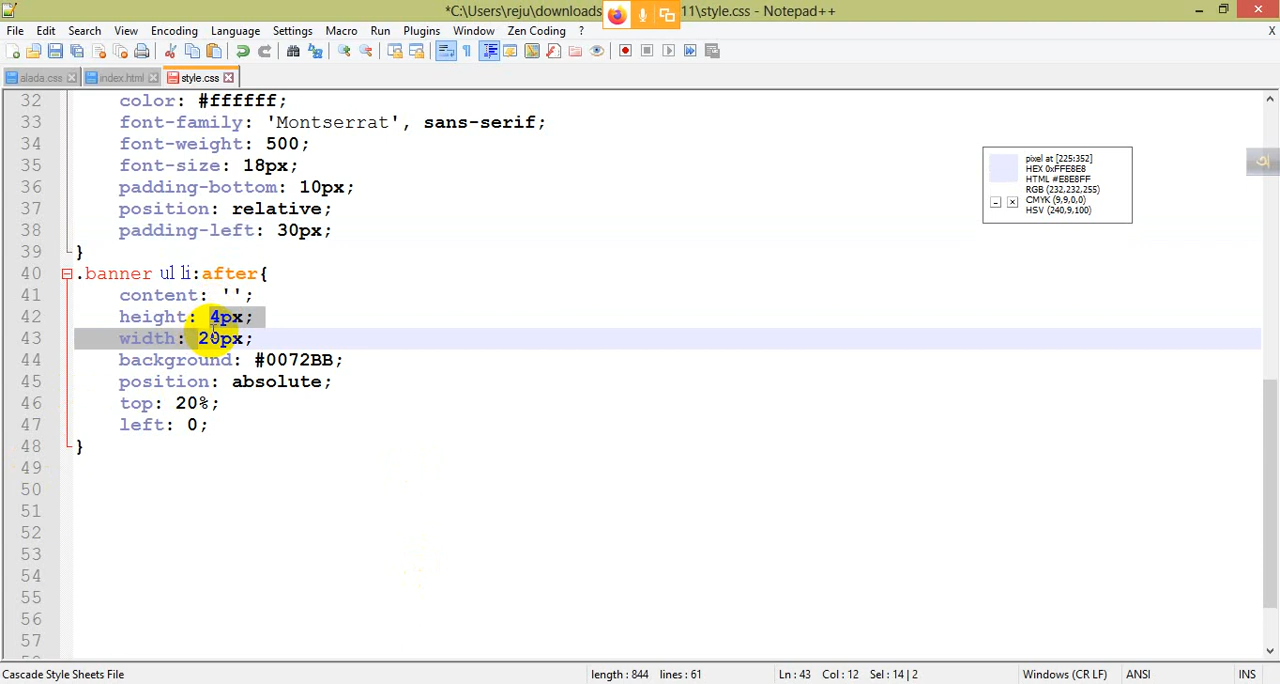 *C:\Users\reju\downloads
11\style.css - Notepad++
File Edit Search View Encoding Language Settings Macro Run Plugins Window Zen Coding ?
X
alada.css index.html style.css
32 color: #ffffff;
33 font-family: 'Montserrat', sans-serif;
34 font-weight: 500;
35 font-size: 18px;
36 padding-bottom: 10px;
37 position: relative;
38 padding-left: 30px;
39 }
40 .banner ul li:after{
41 content: '';
42 height: 4px;
43 width: 20px;
44 background: #0072BB;
45 position: absolute;
46 top: 20%;
47 left: 0;
48 }
49
50
51
52
53
54
55
56
57
pixel at [225:352]
HEX 0xFFE8E8
HTML #E8E8FF
RGB (232,232,255)
CMYK (9,9,0,0)
HSV (240,9,100)
Cascade Style Sheets File length : 844 lines : 61 Ln : 43 Col : 12 Sel : 14 | 2 Windows (CR LF) ANSI INS